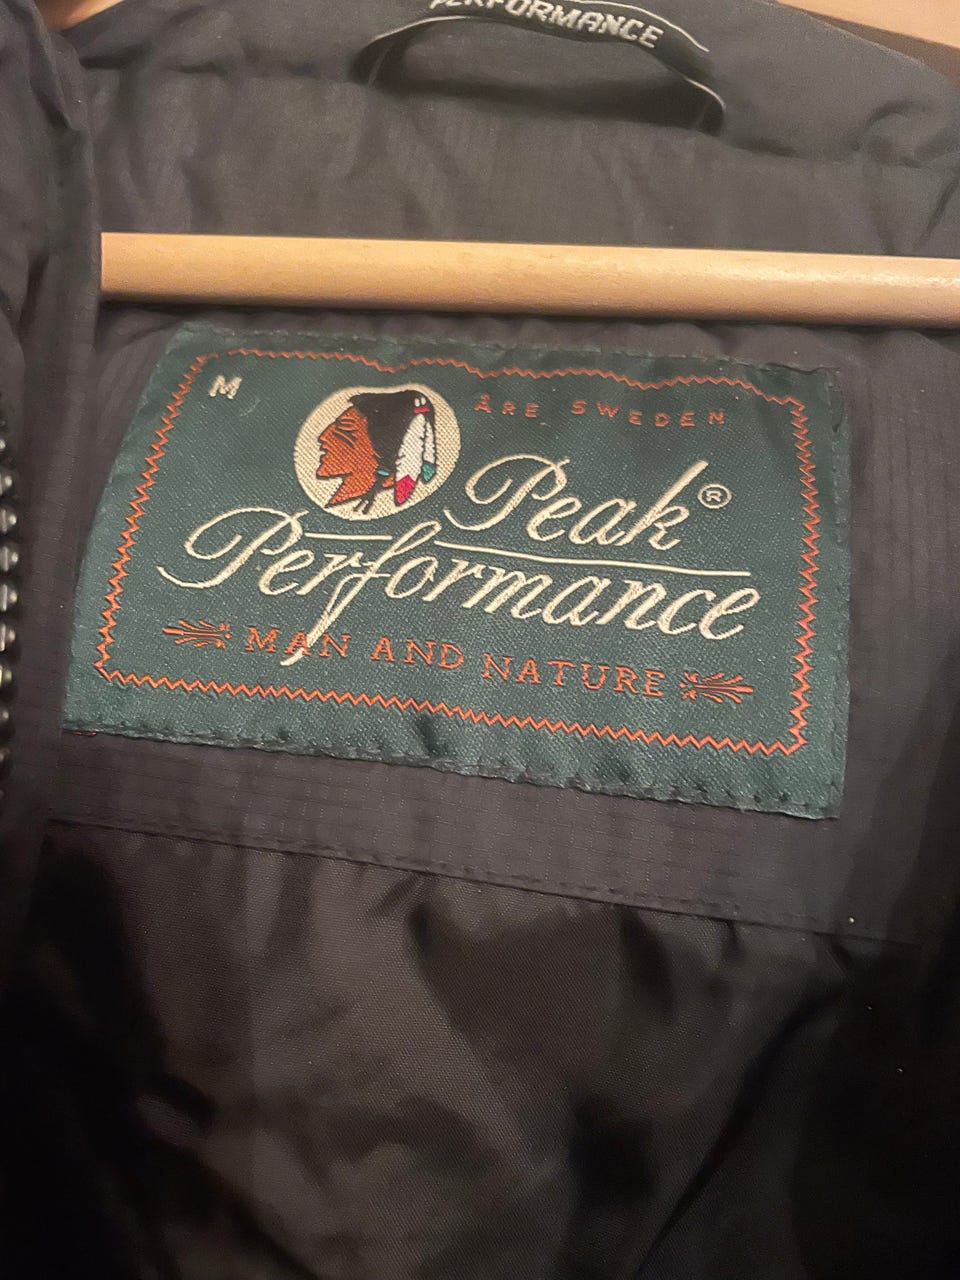 PERFORMANCE
M
ÅRE SWEDEN
Peak®
Performance
MAN AND NATURE